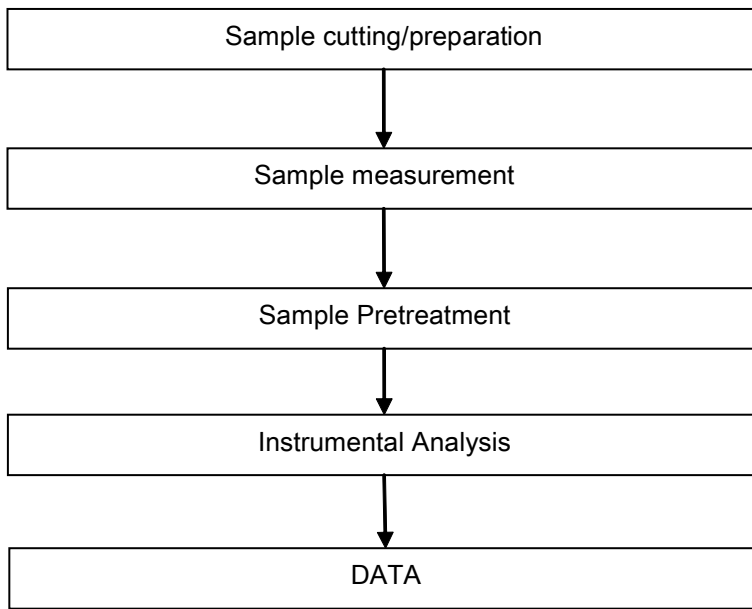 Sample cutting/preparation
Sample measurement
Sample Pretreatment
Instrumental Analysis
DATA